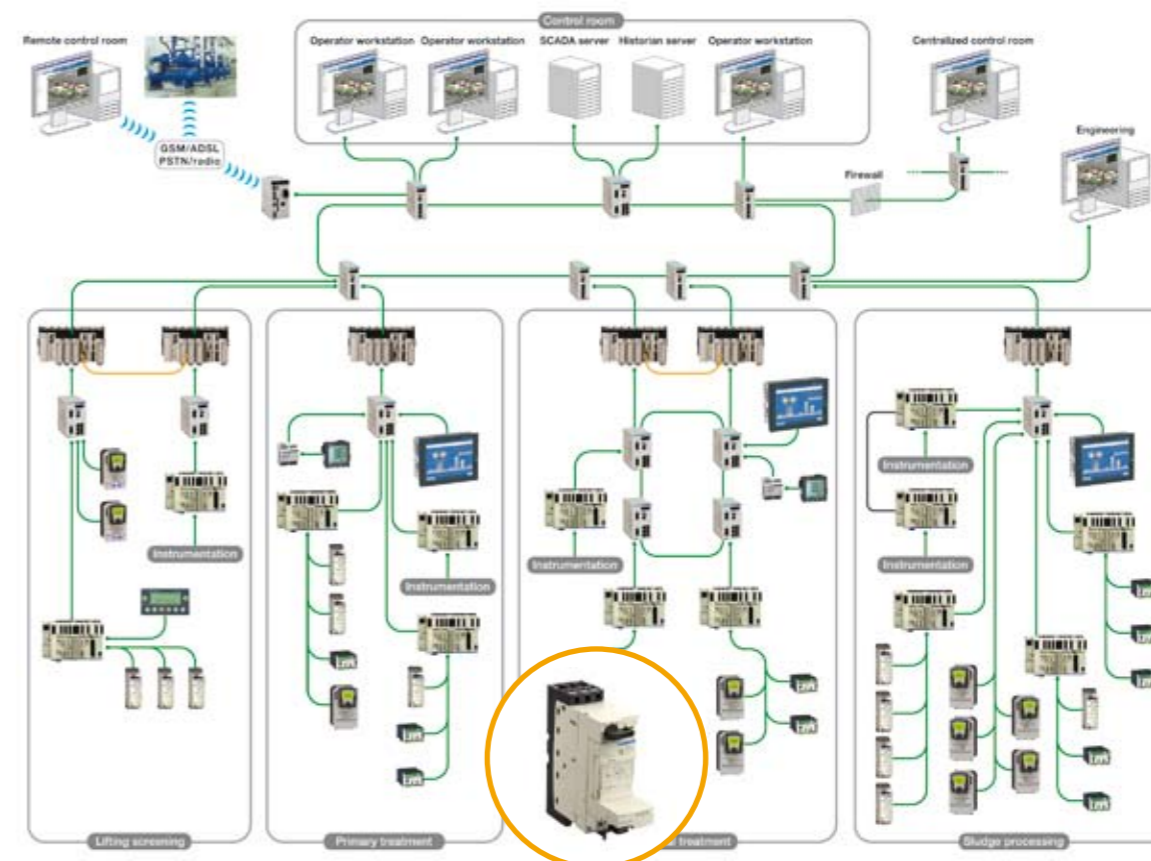 Control room
Remote control room
Operator workstation
Operator workstation
SCADA server
Historian server
Operator workstation
Centralized control room
Engineering
GSM/ADSL
PSTN/radio
Firewall
Instrumentation
Instrumentation
Instrumentation
Instrumentation
Instrumentation
Lifting screening
Primary treatment
treatment
Sludge processing